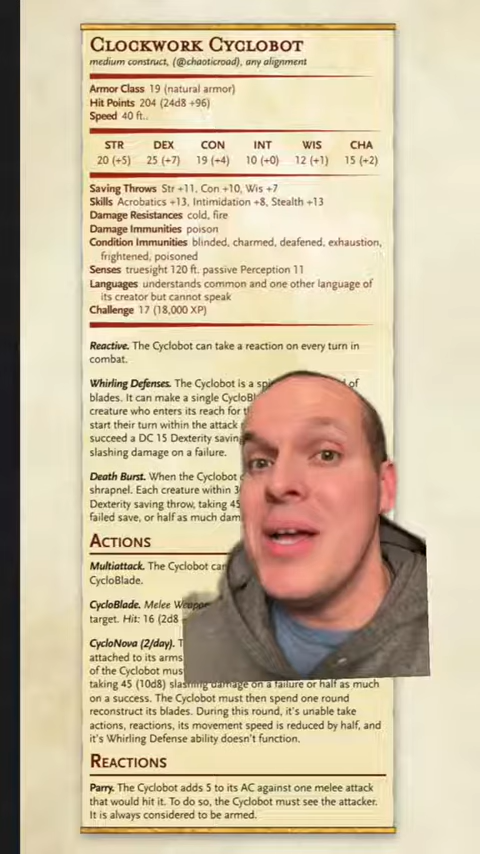 CLOCKWORK CYCLOBOT
medium construct, (@chaoticroad), any alignment
Armor Class 19 (natural armor)
Hit Points 204 (24d8 +96)
Speed 40 ft..
STR DEX CON INT WIS CHA
20 (+5) 25 (+7) 19 (+4) 10 (+0) 12 (+1) 15 (+2)
Saving Throws Str +11, Con +10, Wis +7
Skills Acrobatics +13, Intimidation +8, Stealth +13
Damage Resistances cold, fire
Damage Immunities poison
Condition Immunities blinded, charmed, deafened, exhaustion,
frightened, poisoned
Senses truesight 120 ft. passive Perception 11
Languages understands common and one other language of
its creator but cannot speak
Challenge 17 (18,000 XP)
Reactive. The Cyclobot can take a reaction on every turn in
combat.
Whirling Defenses. The Cyclobot is a of
blades. It can make a single
creature who enters its reach for
start their turn within the attack
succeed a DC 15 Dexterity saving
slashing damage on a failure.
Death Burst. When the Cyclobot
shrapnel. Each creature within
Dexterity saving throw, taking 45
failed save, or half as much
ACTIONS
Multiattack. The Cyclobot
CycloBlade.
CycloBlade. Melee Weapon
target. Hit: 16 (2d8
CycloNova (2/day).
attached to its arms
of the Cyclobot must
taking 45 (10d8) slashing damage on a failure or half as much
on a success. The Cyclobot must then spend one round
reconstruct its blades. During this round, it's unable take
actions, reactions, its movement speed is reduced by half, and
it's Whirling Defense ability doesn't function.
REACTIONS
Parry. The Cyclobot adds 5 to its AC against one melee attack
that would hit it. To do so, the Cyclobot must see the attacker.
It is always considered to be armed.